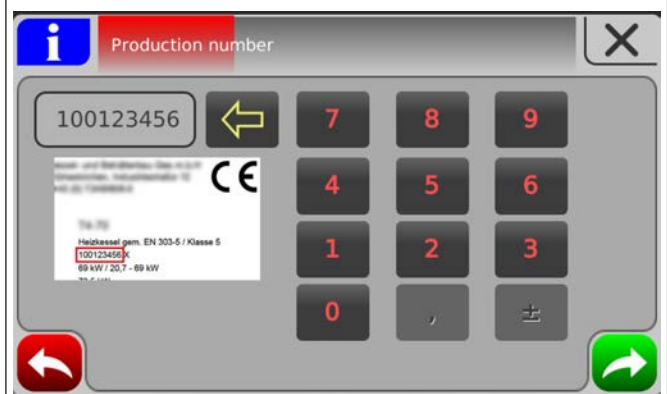 i
Production number
X
100123456
7 8 9
CE
4 5 6
Heizkessel gem. EN 303-5 / Klasse 5
100123456 X
69 kW / 20,7 - 69 kW
1 2 3
0 , ±